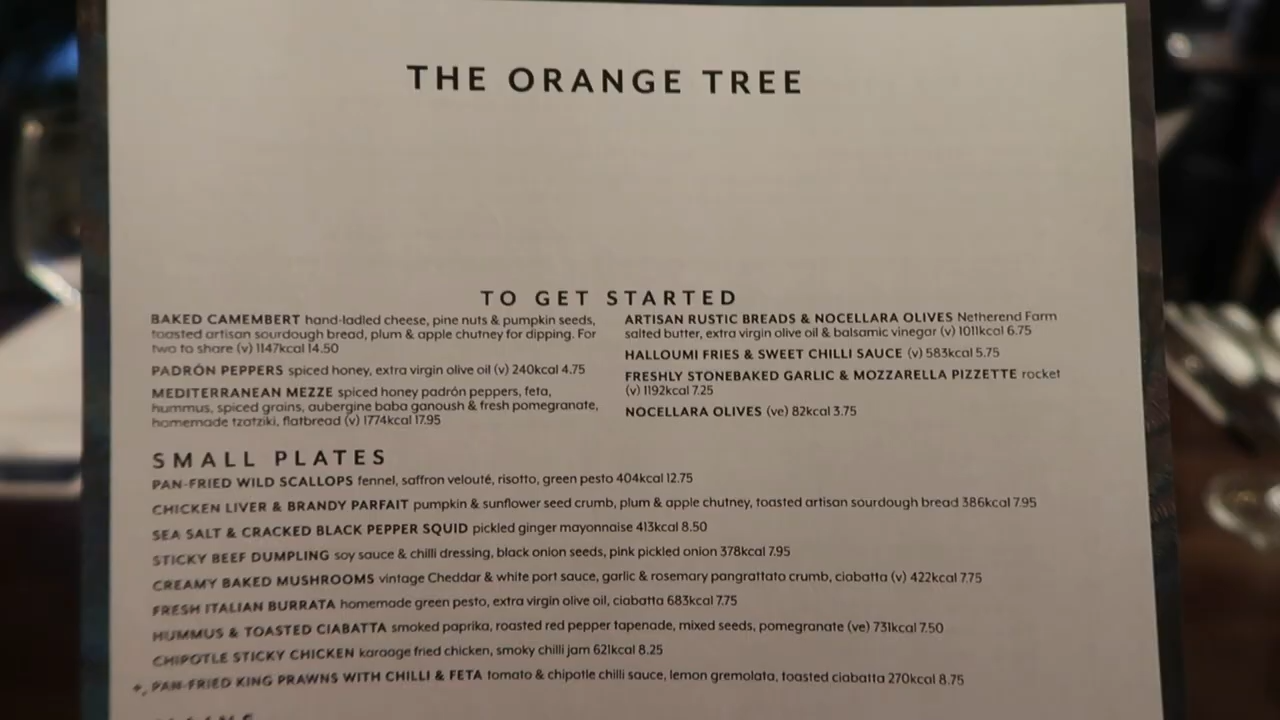 THE ORANGE TREE
TO GET STARTED
BAKED CAMEMBERT hand-ladled cheese, pine nuts & pumpkin seeds,
toasted artisan sourdough bread, plum & apple chutney for dipping. For
two to share (v) 1147kcal 14.50
PADRÓN PEPPERS spiced honey, extra virgin olive oil (v) 240kcal 4.75
MEDITERRANEAN MEZZE spiced honey padrón peppers, feta,
hummus, spiced grains, aubergine baba ganoush & fresh pomegranate,
homemade tzatziki, flatbread (v) 1774kcal 17.95
ARTISAN RUSTIC BREADS & NOCELLARA OLIVES Netherend Farm
salted butter, extra virgin olive oil & balsamic vinegar (v) 1011kcal 6.75
HALLOUMI FRIES & SWEET CHILLI SAUCE (v) 583kcal 5.75
FRESHLY STONEBAKED GARLIC & MOZZARELLA PIZZETTE rocket
(v) 1192kcal 7.25
NOCELLARA OLIVES (ve) 82kcal 3.75
SMALL PLATES
PAN-FRIED WILD SCALLOPS fennel, saffron velouté, risotto, green pesto 404kcal 12.75
CHICKEN LIVER & BRANDY PARFAIT pumpkin & sunflower seed crumb, plum & apple chutney, toasted artisan sourdough bread 386kcal 7.95
SEA SALT & CRACKED BLACK PEPPER SQUID pickled ginger mayonnaise 413kcal 8.50
STICKY BEEF DUMPLING soy sauce & chilli dressing, black onion seeds, pink pickled onion 378kcal 7.95
CREAMY BAKED MUSHROOMS vintage Cheddar & white port sauce, garlic & rosemary pangrattato crumb, ciabatta (v) 422kcal 7.75
FRESH ITALIAN BURRATA homemade green pesto, extra virgin olive oil, ciabatta 683kcal 7.75
HUMMUS & TOASTED CIABATTA smoked paprika, roasted red pepper tapenade, mixed seeds, pomegranate (ve) 731kcal 7.50
CHIPOTLE STICKY CHICKEN karaage fried chicken, smoky chilli jam 621kcal 8.25
PAN-FRIED KING PRAWNS WITH CHILLI & FETA tomato & chipotle chilli sauce, lemon gremolata, toasted ciabatta 270kcal 8.75